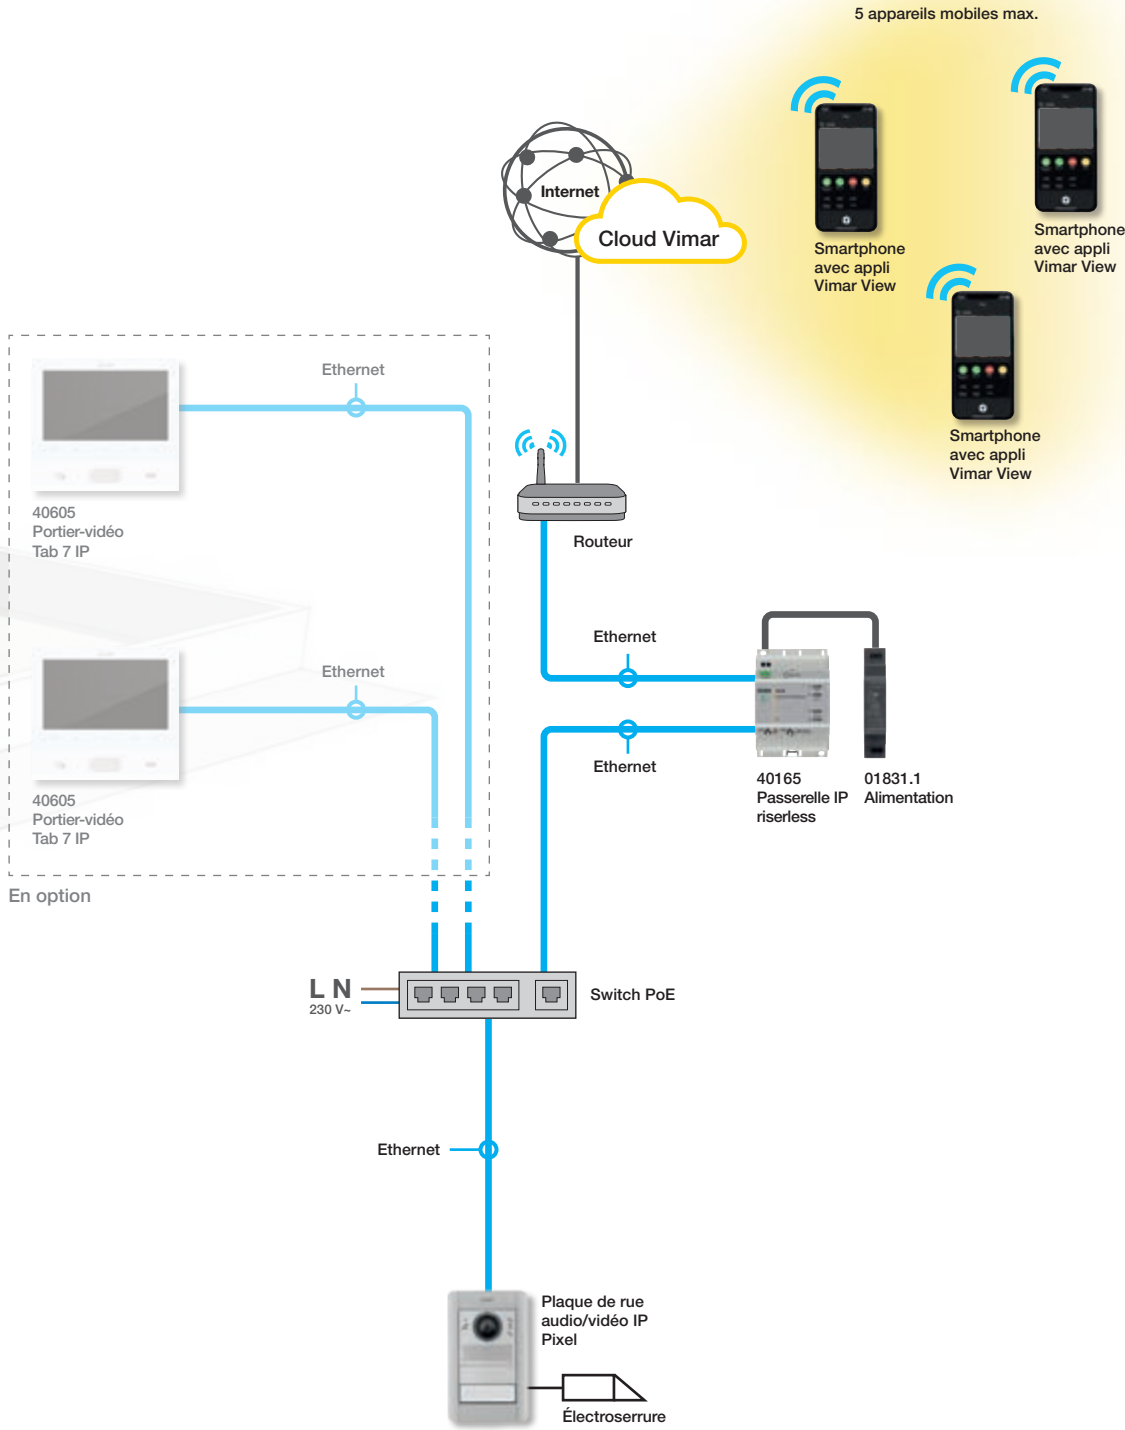 5 appareils mobiles max.
Internet
Cloud Vimar
Smartphone
avec appli
Vimar View
Smartphone
avec appli
Vimar View
Smartphone
avec appli
Vimar View
Ethernet
40605
Portier-vidéo
Tab 7 IP
Routeur
Ethernet
Ethernet
Ethernet
40605
Portier-vidéo
Tab 7 IP
40165
Passerelle IP
riserless
01831.1
Alimentation
En option
L N
230 V~
Switch PoE
Ethernet
Plaque de rue
audio/vidéo IP
Pixel
Électroserrure